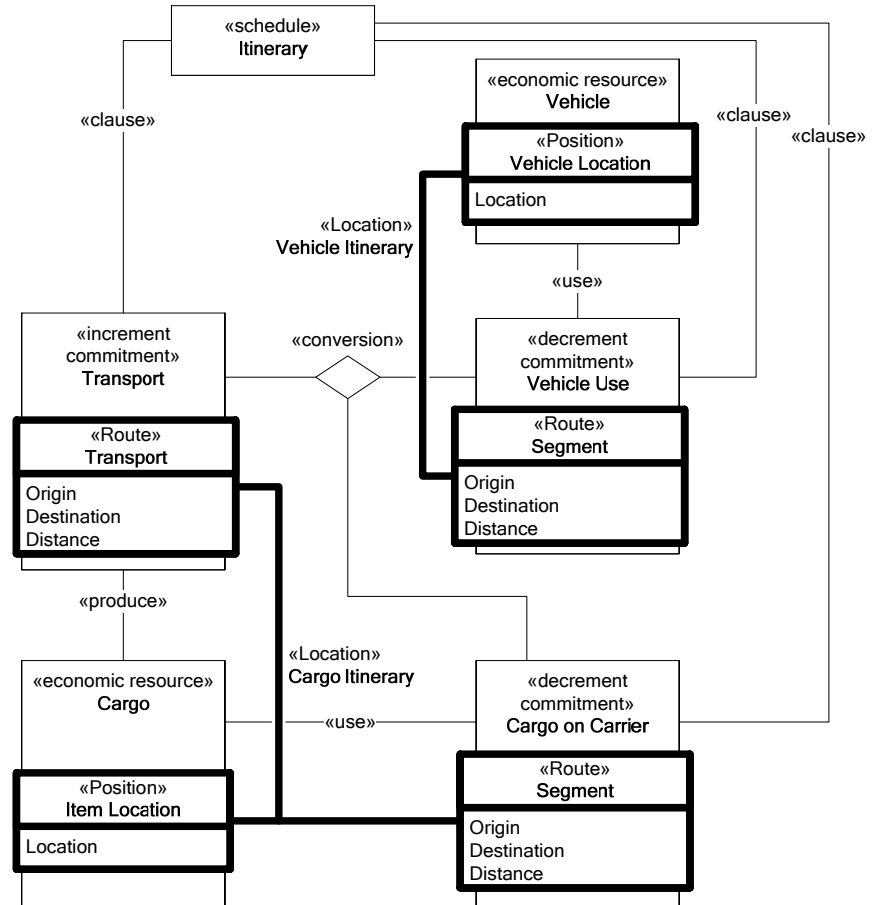 «schedule»
Itinerary
«clause»
«economic resource»
Vehicle
«clause»
«clause»
«Position»
Vehicle Location
Location
«Location»
Vehicle Itinerary
«use»
«increment
commitment»
Transport
«conversion»
«decrement
commitment»
Vehicle Use
«Route»
Transport
Origin
Destination
Distance
«Route»
Segment
Origin
Destination
Distance
«produce»
«Location»
Cargo Itinerary
«economic resource»
Cargo
«use»
«decrement
commitment»
Cargo on Carrier
«Position»
Item Location
Location
«Route»
Segment
Origin
Destination
Distance